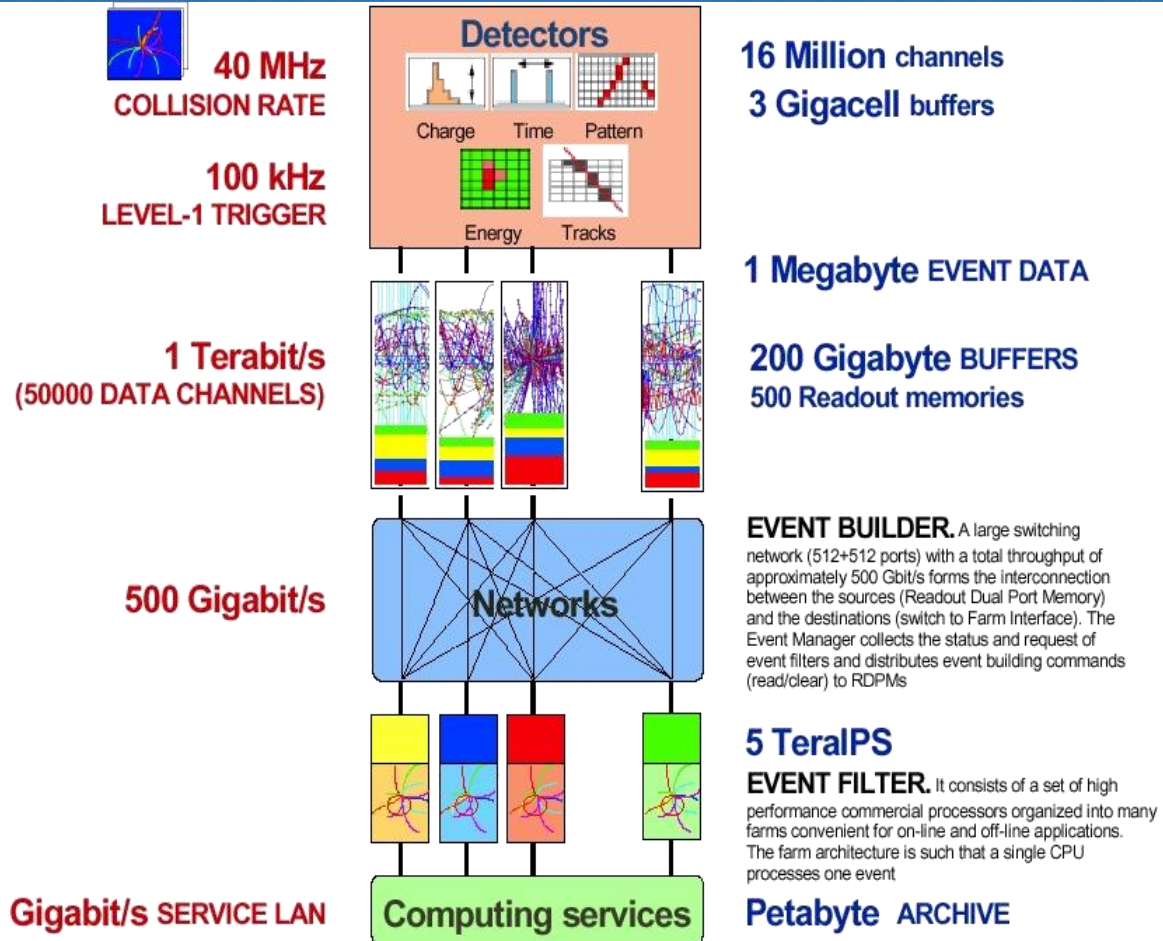 Detectors
40 MHz
COLLISION RATE
16 Million channels
3 Gigacell buffers
Charge Time Pattern
100 kHz
LEVEL-1 TRIGGER
Energy Tracks
1 Megabyte EVENT DATA
1 Terabit/s
(50000 DATA CHANNELS)
200 Gigabyte BUFFERS
500 Readout memories
500 Gigabit/s
Networks
EVENT BUILDER. A large switching
network (512+512 ports) with a total throughput of
approximately 500 Gbit/s forms the interconnection
between the sources (Readout Dual Port Memory)
and the destinations (switch to Farm Interface). The
Event Manager collects the status and request of
event filters and distributes event building commands
(read/clear) to RDPMs
5 TeraIPS
EVENT FILTER. It consists of a set of high
performance commercial processors organized into many
farms convenient for on-line and off-line applications.
The farm architecture is such that a single CPU
processes one event
Gigabit/s SERVICE LAN
Computing services
Petabyte ARCHIVE